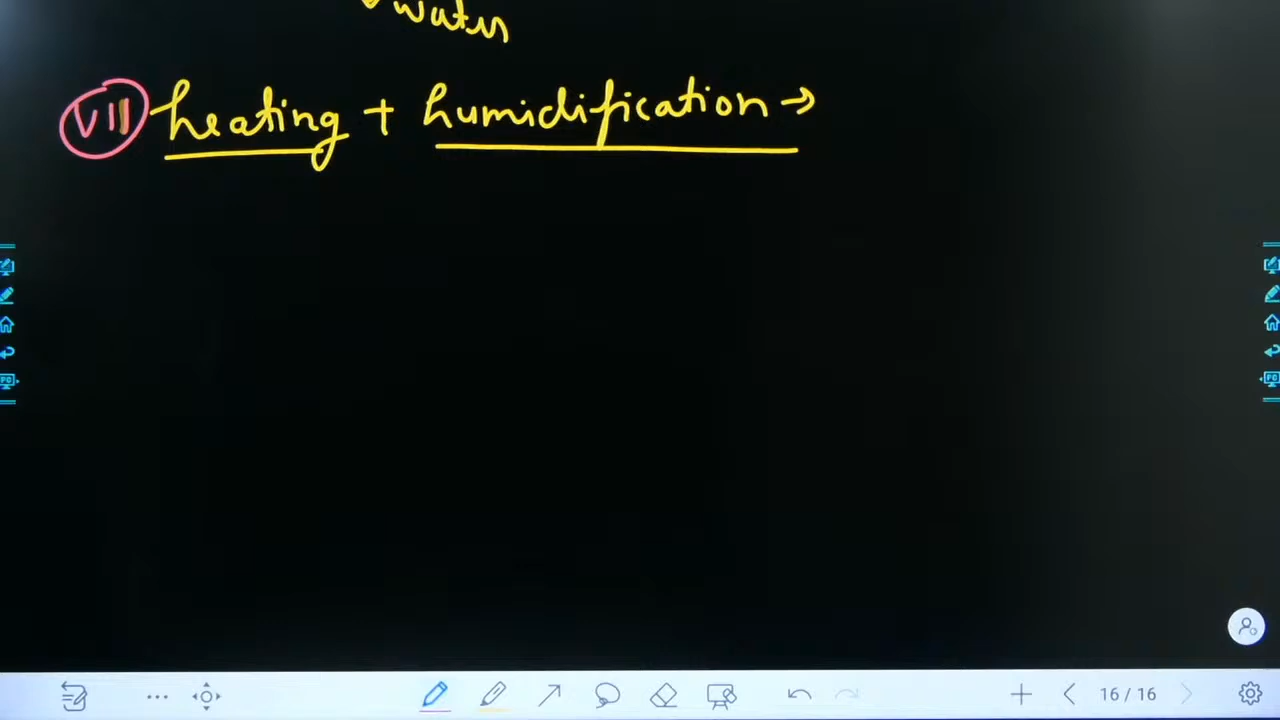 water
VII heating + humidification →
16 / 16